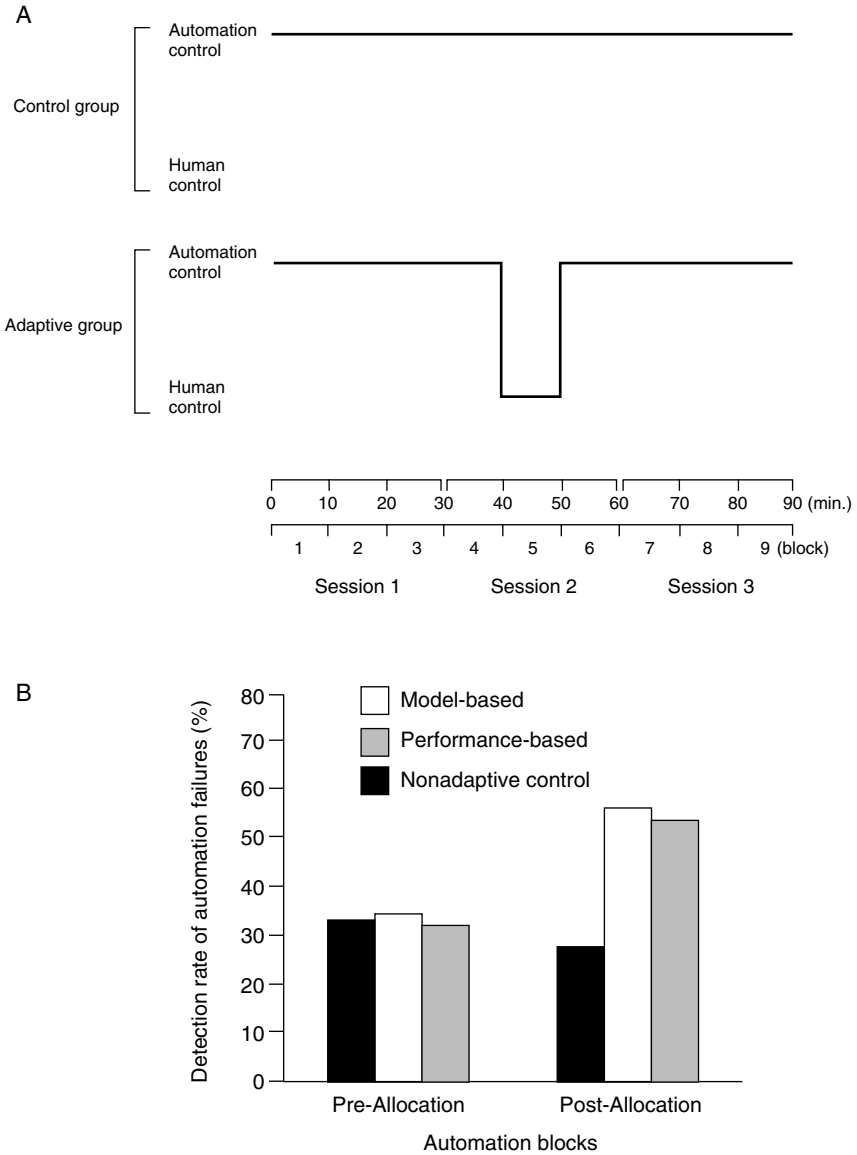 A
Automation
control
Control group
Human
control
Automation
control
Adaptive group
Human
control
0 10 20 30 40 50 60 70 80 90 (min.)
1 2 3 4 5 6 7 8 9 (block)
Session 1 Session 2 Session 3
B
Detection rate of automation failures (%)
80
70
60
50
40
30
20
10
0
Model-based
Performance-based
Nonadaptive control
Pre-Allocation Post-Allocation
Automation blocks